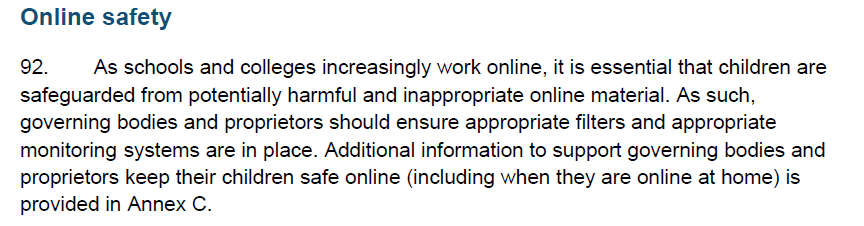 Online safety
92. As schools and colleges increasingly work online, it is essential that children are
safeguarded from potentially harmful and inappropriate online material. As such,
governing bodies and proprietors should ensure appropriate filters and appropriate
monitoring systems are in place. Additional information to support governing bodies and
proprietors keep their children safe online (including when they are online at home) is
provided in Annex C.